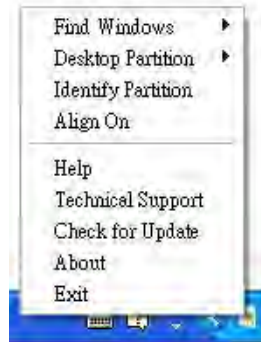 Find Windows
Desktop Partition
Identify Partition
Align On
Help
Technical Support
Check for Update
About
Exit